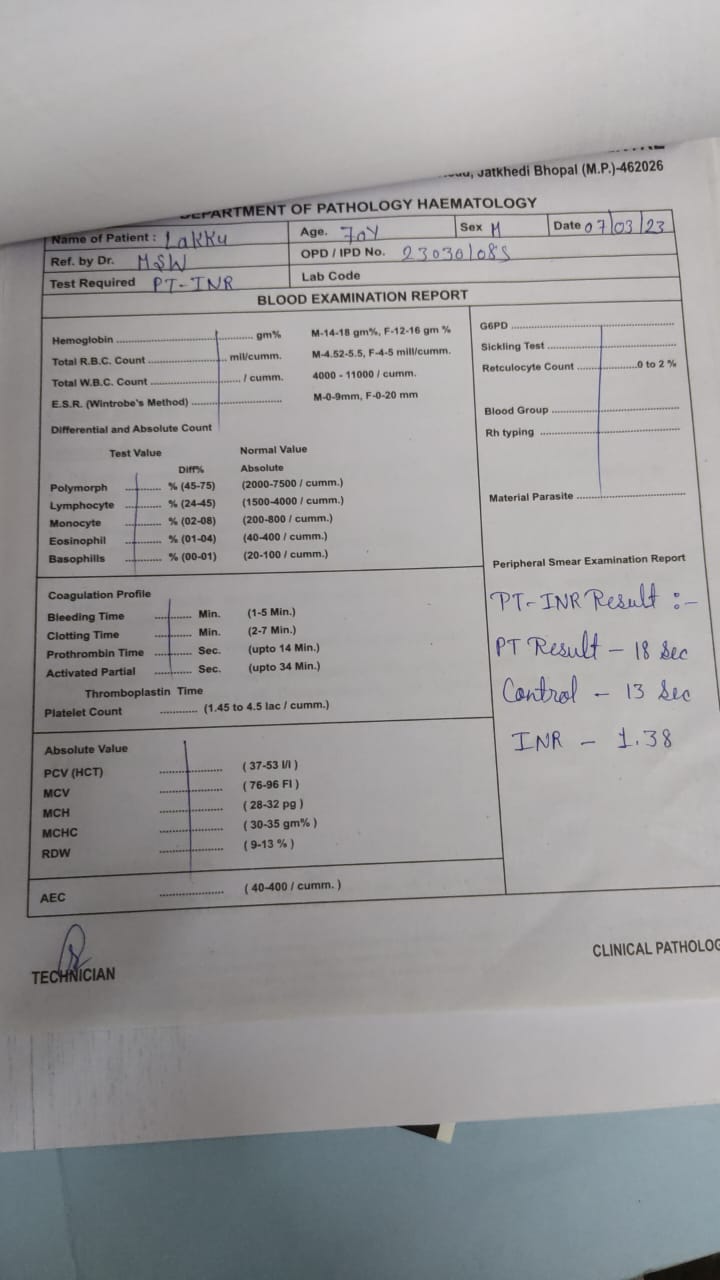 Jatkhedi Bhopal (M.P.)-462026
DEPARTMENT OF PATHOLOGY HAEMATOLOGY
Name of Patient : Lakku Age. 70Y Sex M Date 07/03/23
Ref. by Dr. MSW OPD / IPD No. 230301085
Test Required PT-INR Lab Code
BLOOD EXAMINATION REPORT
Hemoglobin .................... gm% M-14-18 gm%, F-12-16 gm %
Total R.B.C. Count .................... mil/cumm. M-4.52-5.5, F-4-5 mill/cumm.
Total W.B.C. Count .................... / cumm. 4000 - 11000 / cumm.
E.S.R. (Wintrobe's Method) .................... M-0-9mm, F-0-20 mm
Differential and Absolute Count
Test Value Normal Value
Diff% Absolute
Polymorph .......... % (45-75) (2000-7500 / cumm.)
Lymphocyte .......... % (24-45) (1500-4000 / cumm.)
Monocyte .......... % (02-08) (200-800 / cumm.)
Eosinophil .......... % (01-04) (40-400 / cumm.)
Basophills .......... % (00-01) (20-100 / cumm.)
Coagulation Profile
Bleeding Time .......... Min. (1-5 Min.)
Clotting Time .......... Min. (2-7 Min.)
Prothrombin Time .......... Sec. (upto 14 Min.)
Activated Partial .......... Sec. (upto 34 Min.)
Thromboplastin Time
Platelet Count .......... (1.45 to 4.5 lac / cumm.)
Absolute Value
PCV (HCT) .................... ( 37-53 l/l )
MCV .................... ( 76-96 Fl )
MCH .................... ( 28-32 pg )
MCHC .................... ( 30-35 gm% )
RDW .................... ( 9-13 % )
AEC .................... ( 40-400 / cumm. )
G6PD ....................
Sickling Test ....................
Retculocyte Count ....................0 to 2 %
Blood Group ....................
Rh typing ....................
Material Parasite ....................
Peripheral Smear Examination Report
PT-INR Result :-
PT Result - 18 Sec
Control - 13 Sec
INR - 1.38
TECHNICIAN
CLINICAL PATHOLOG